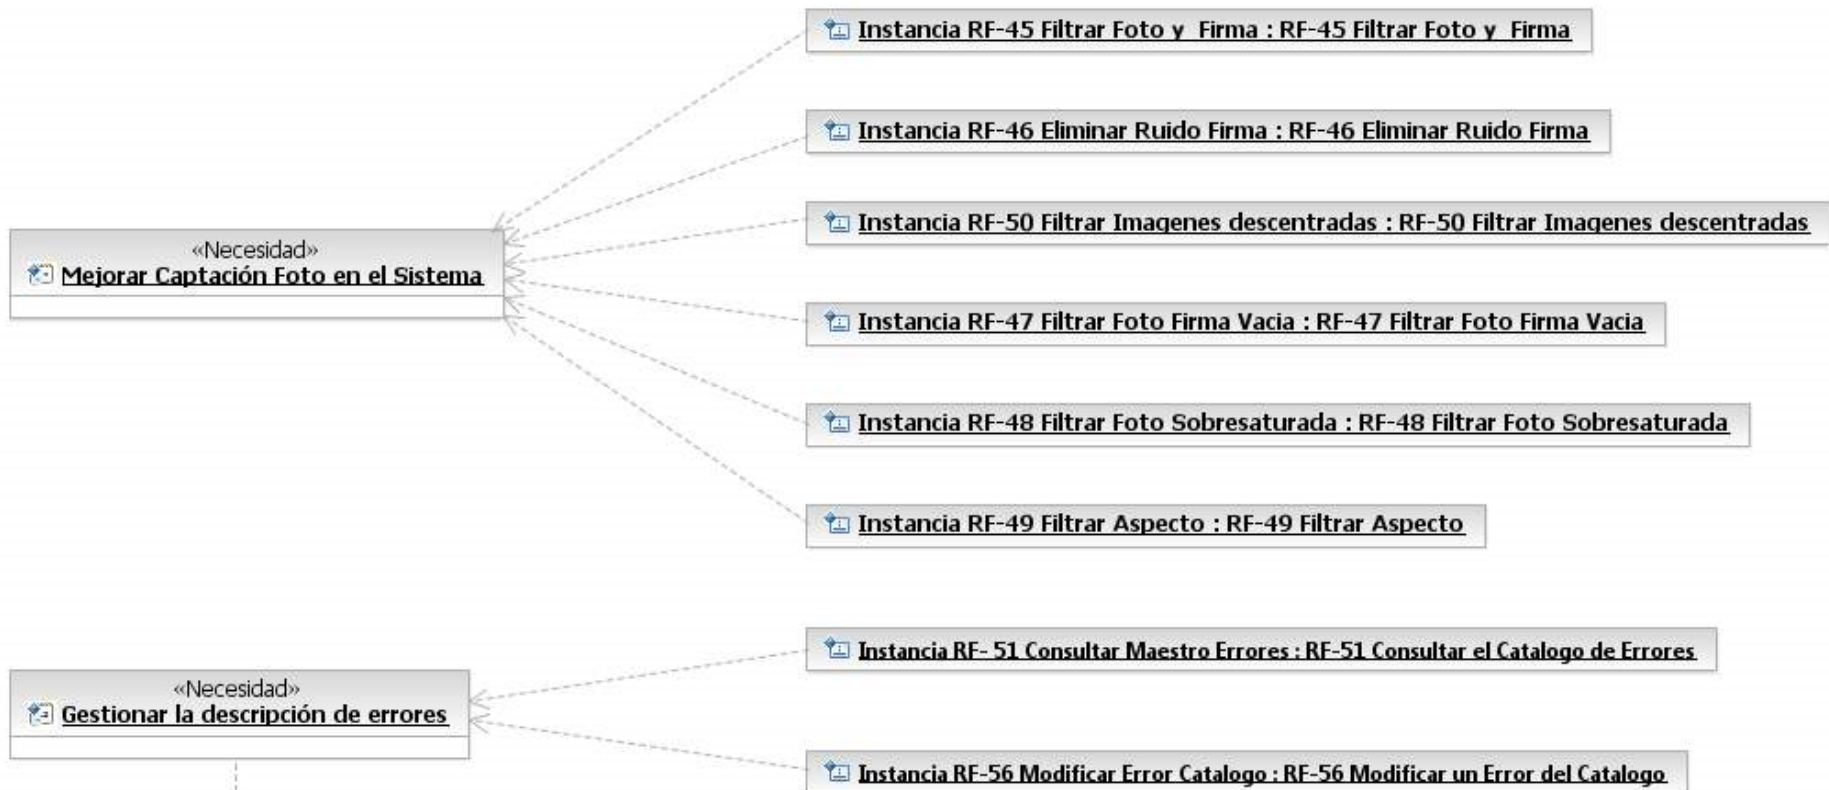 Instancia RF-45 Filtrar Foto y  Firma : RF-45 Filtrar Foto y  Firma
Instancia RF-46 Eliminar Ruido Firma : RF-46 Eliminar Ruido Firma
Instancia RF-50 Filtrar Imagenes descentradas : RF-50 Filtrar Imagenes descentradas
«Necesidad»
Mejorar Captación Foto en el Sistema
Instancia RF-47 Filtrar Foto Firma Vacia : RF-47 Filtrar Foto Firma Vacia
Instancia RF-48 Filtrar Foto Sobresaturada : RF-48 Filtrar Foto Sobresaturada
Instancia RF-49 Filtrar Aspecto : RF-49 Filtrar Aspecto
Instancia RF- 51 Consultar Maestro Errores : RF-51 Consultar el Catalogo de Errores
«Necesidad»
Gestionar la descripción de errores
Instancia RF-56 Modificar Error Catalogo : RF-56 Modificar un Error del Catalogo